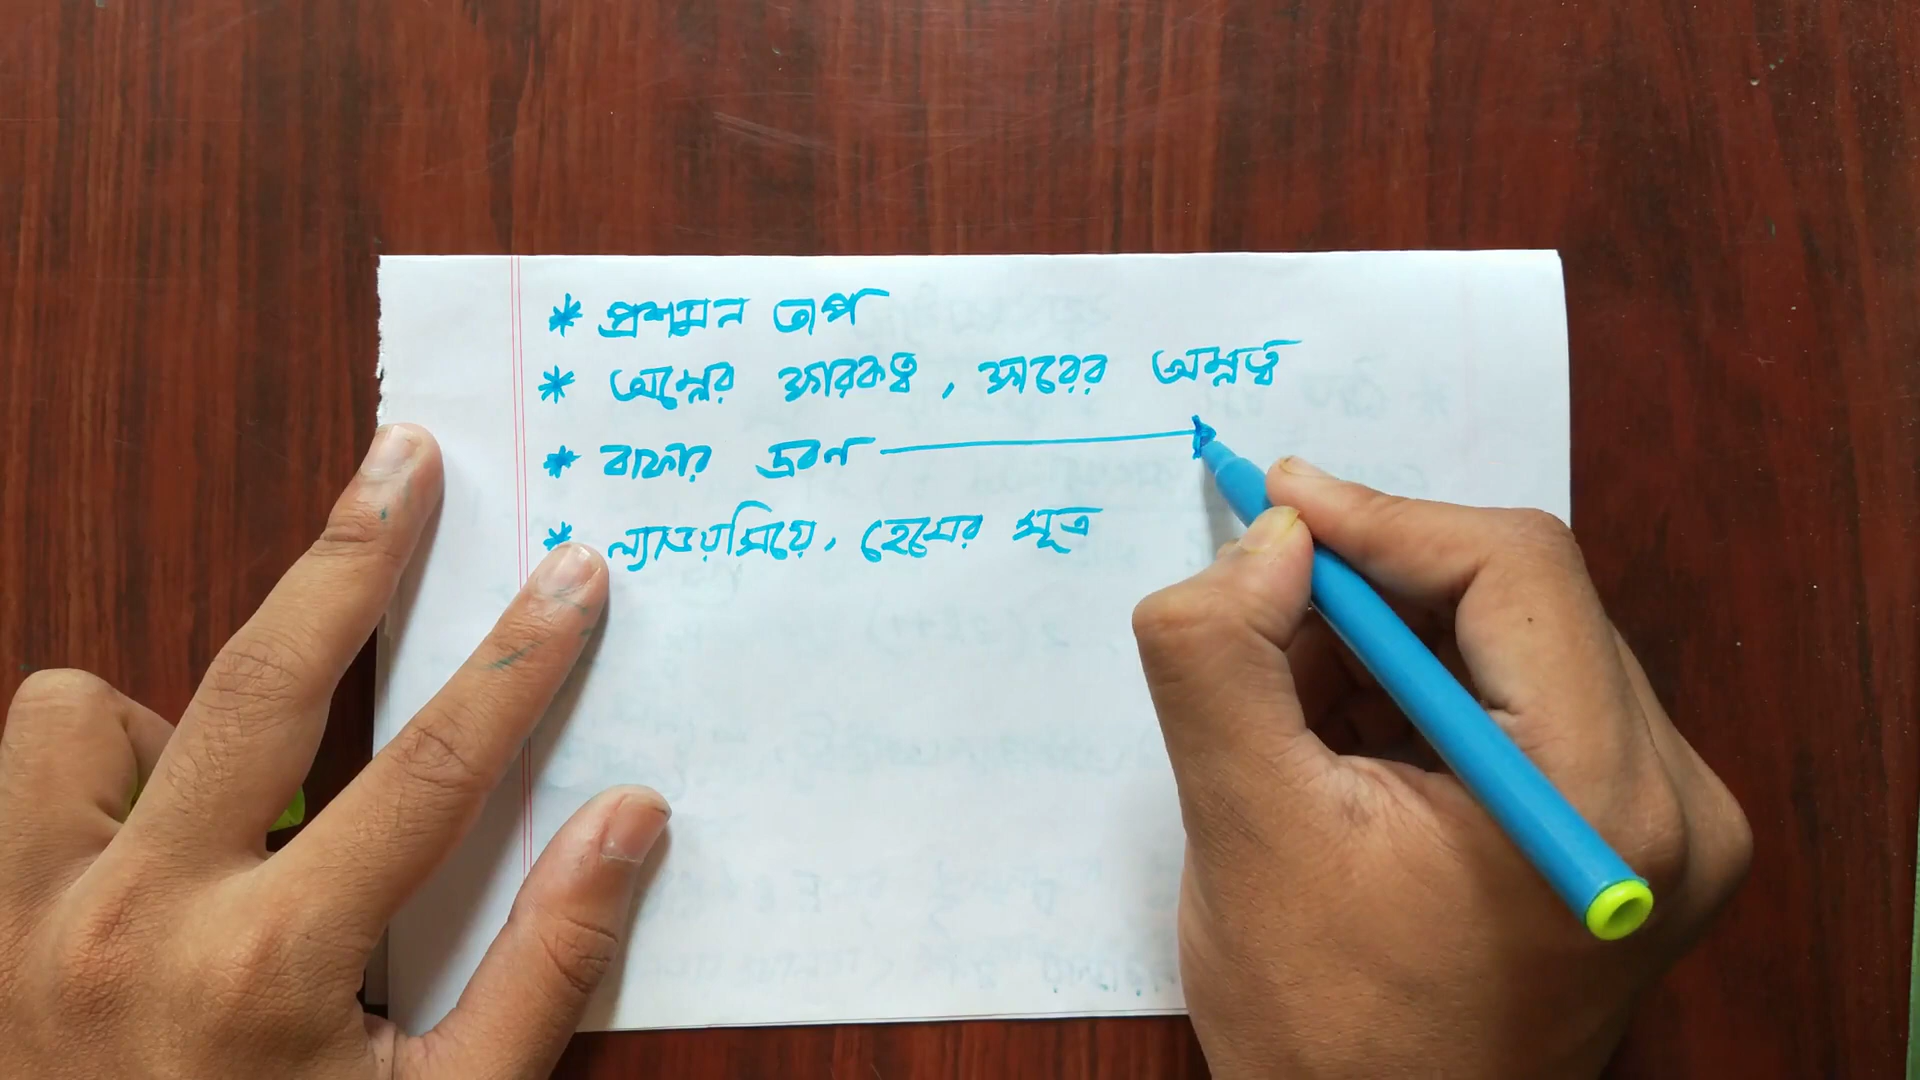 * প্রশমন তাপ
* অম্লের ক্ষারকত্ব, ক্ষারের অম্লত্ব
* বাফার দ্রবণ
* ল্যাভয়সিয়ে, হেসের সূত্র